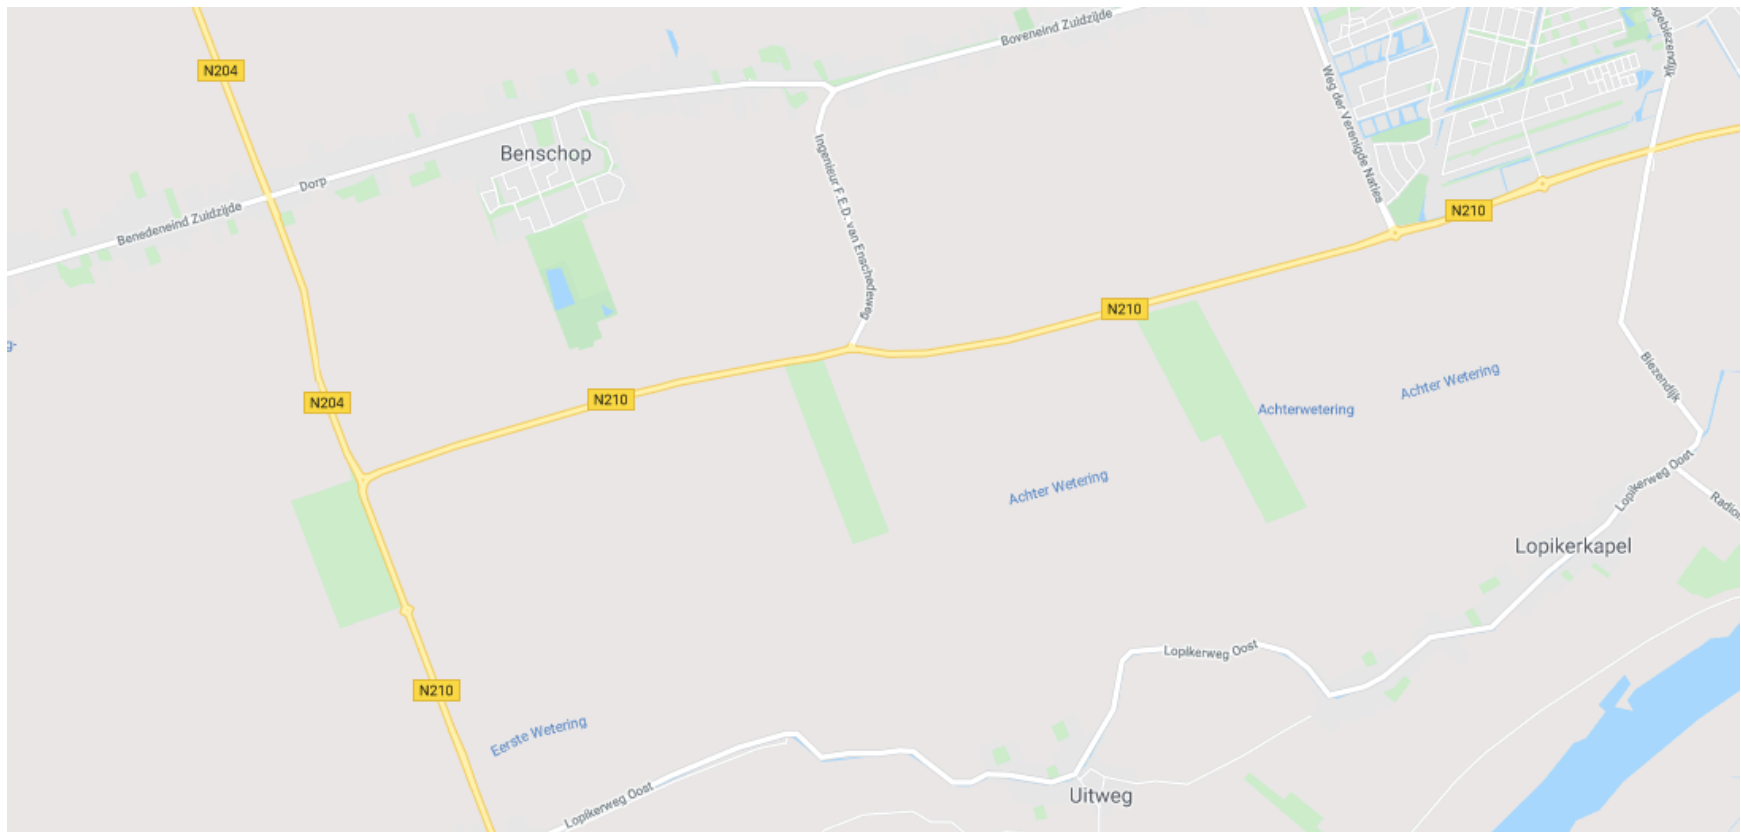 Boveneind Zuidzijde
N204
Weg der Verenigde Naties
Benschop
Dorp
Ingenieur F.E.D. van Enschedeweg
N210
Benedeneind Zuidzijde
N210
g-
Biezendijk
Achter Wetering
N204
N210
Achterwetering
Achter Wetering
Lopikerweg Oost
Lopikerkapel
Lopikerweg Oost
N210
Eerste Wetering
Lopikerweg Oost
Uitweg